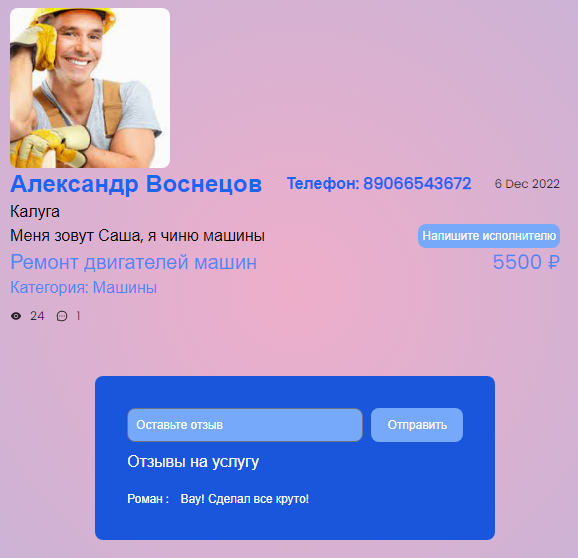 Александр Воснецов Телефон: 89066543672 6 Dec 2022
Калуга
Меня зовут Саша, я чиню машины Напишите исполнителю
Ремонт двигателей машин 5500 ₽
Категория: Машины
24 1
Оставьте отзыв Отправить
Отзывы на услугу
Роман : Вау! Сделал все круто!